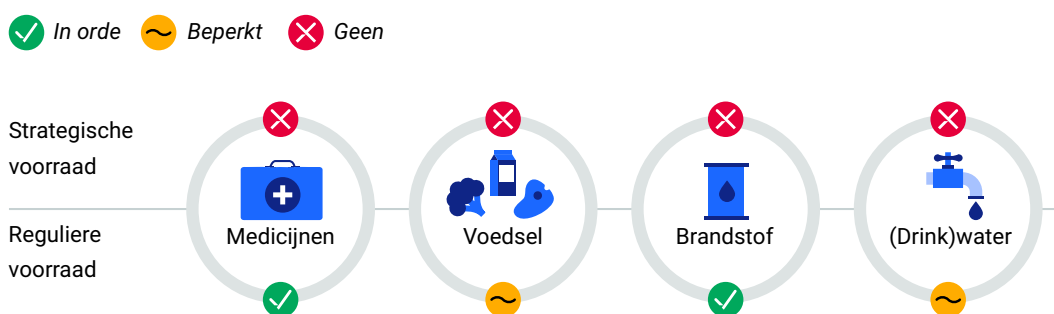 In orde Beperkt Geen
Strategische
voorraad
Reguliere
voorraad
Medicijnen
Voedsel
Brandstof
(Drink)water